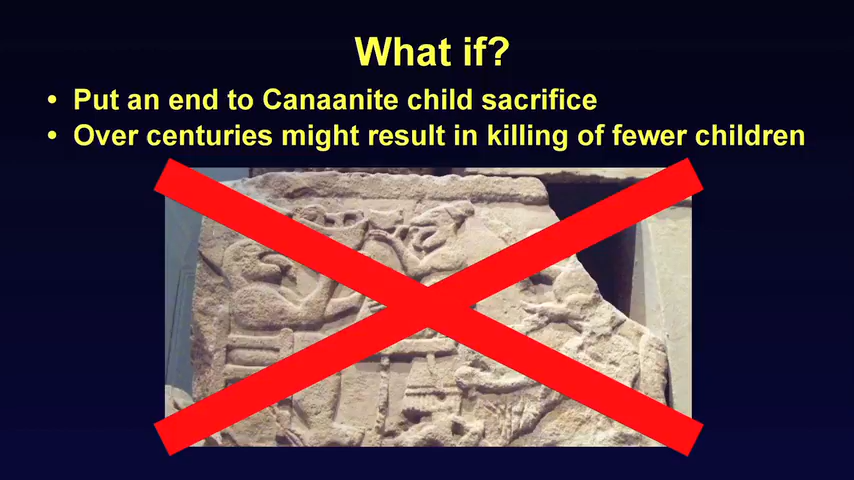 What if?
• Put an end to Canaanite child sacrifice
• Over centuries might result in killing of fewer children